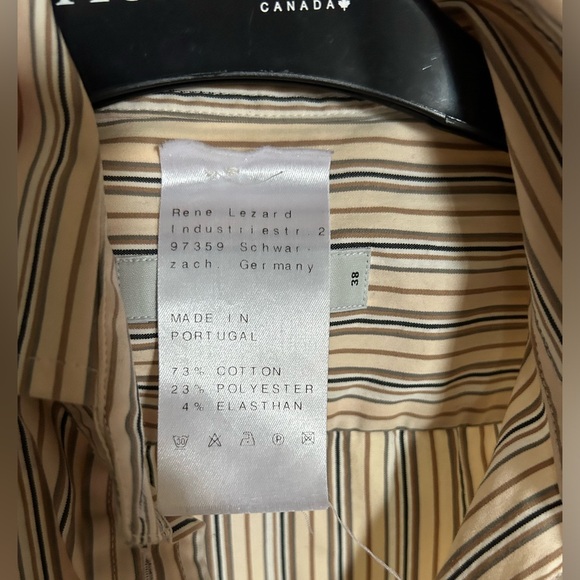 CANADA
Rene Lezard
Industriestr. 2
97359 Schwar-
zach. Germany
38
MADE IN
PORTUGAL
73% COTTON
23% POLYESTER
4% ELASTHAN